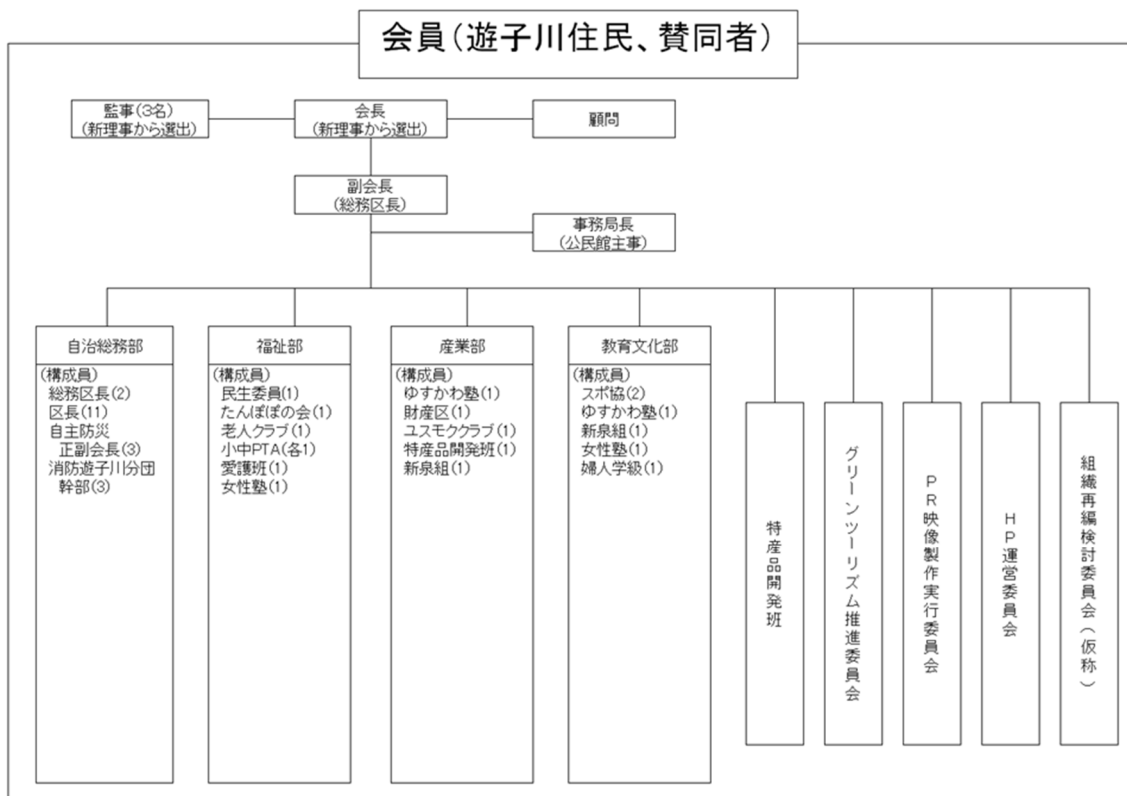 会員(遊子川住民、賛同者)
監事(3名)
(新理事から選出)
会長
(新理事から選出)
顧問
副会長
(総務区長)
事務局長
(公民館主事)
自治総務部
(構成員)
総務区長(2)
区長(11)
自主防災
正副会長(3)
消防遊子川分団
幹部(3)
福祉部
(構成員)
民生委員(1)
たんぽぽの会(1)
老人クラブ(1)
小中PTA(各1)
愛護班(1)
女性塾(1)
産業部
(構成員)
ゆすかわ塾(1)
財産区(1)
ユスモククラブ(1)
特産品開発班(1)
新泉組(1)
教育文化部
(構成員)
スポ協(2)
ゆすかわ塾(1)
新泉組(1)
女性塾(1)
婦人学級(1)
特産品開発班
グリーンツーリズム推進委員会
PR映像製作実行委員会
HP運営委員会
組織再編検討委員会(仮称)